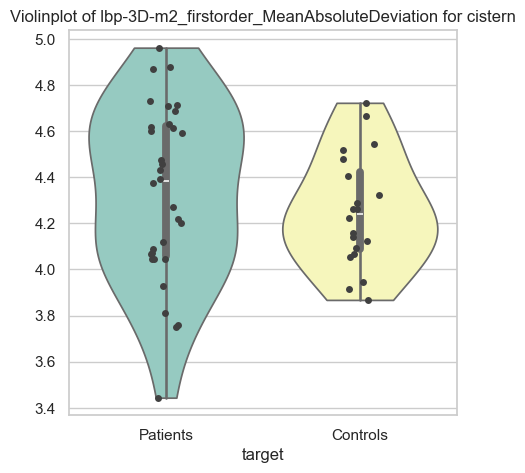 Violinplot of lbp-3D-m2_firstorder_MeanAbsoluteDeviation for cistern
5.0
4.8
4.6
4.4
4.2
4.0
3.8
3.6
3.4
Patients
Controls
target